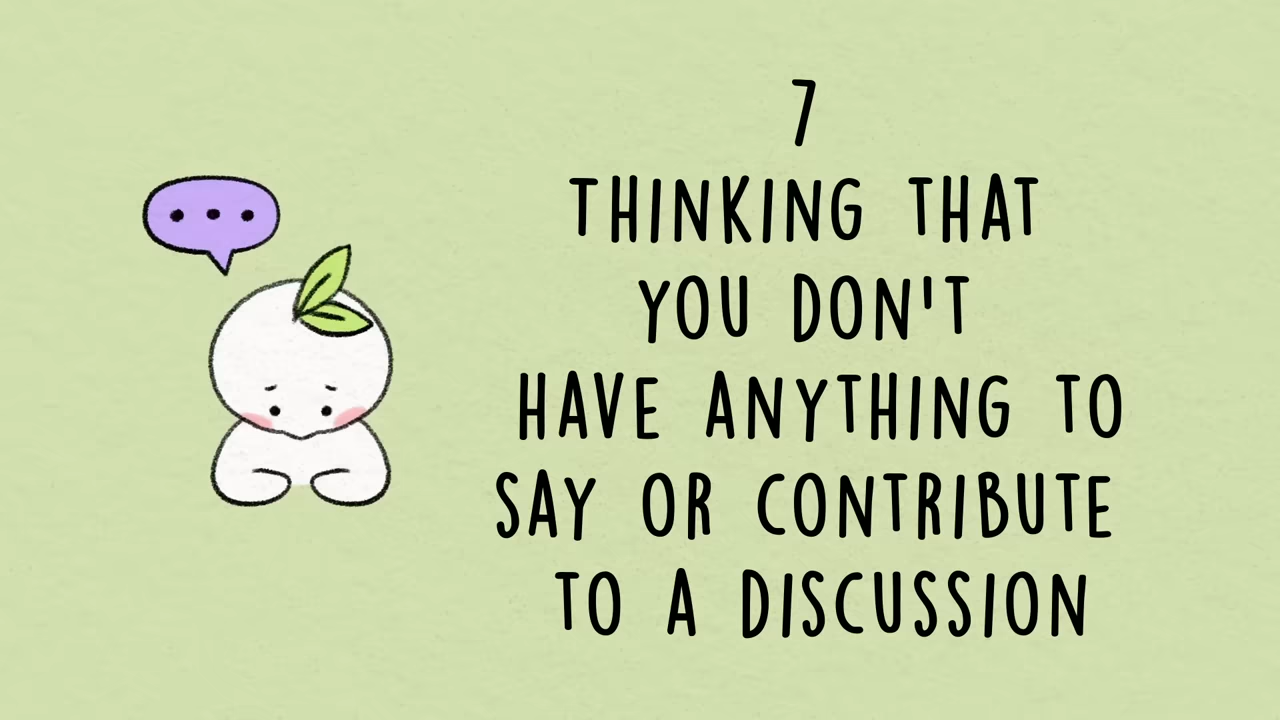 7
THINKING THAT
YOU DON'T
HAVE ANYTHING TO
SAY OR CONTRIBUTE
TO A DISCUSSION